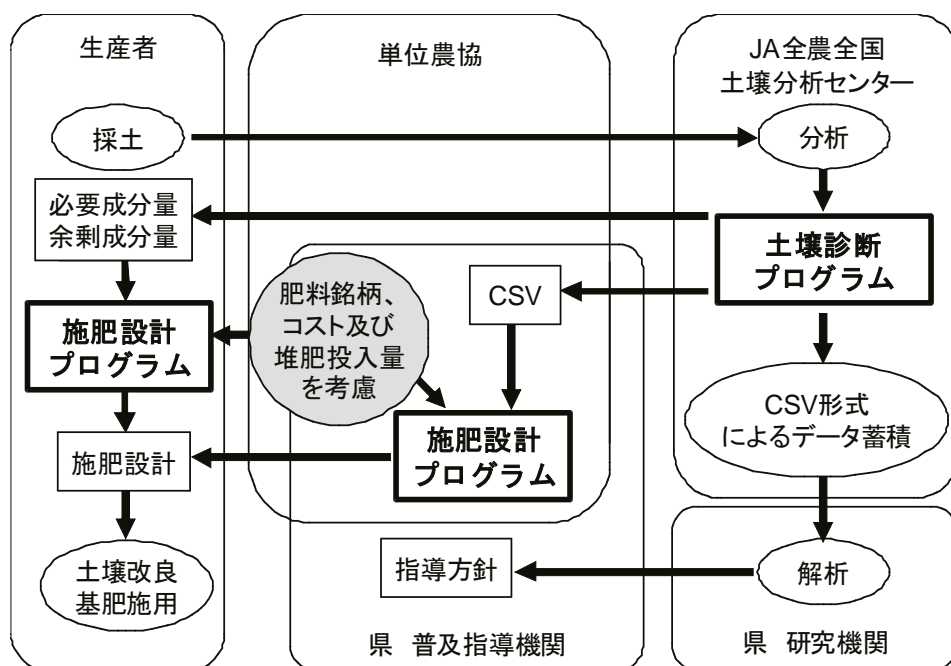 生産者
採土
必要成分量
余剰成分量
施肥設計
プログラム
施肥設計
土壌改良
基肥施用
単位農協
肥料銘柄、
コスト及び
堆肥投入量
を考慮
CSV
施肥設計
プログラム
指導方針
県 普及指導機関
JA全農全国
土壌分析センター
分析
土壌診断
プログラム
CSV形式
によるデータ蓄積
解析
県 研究機関